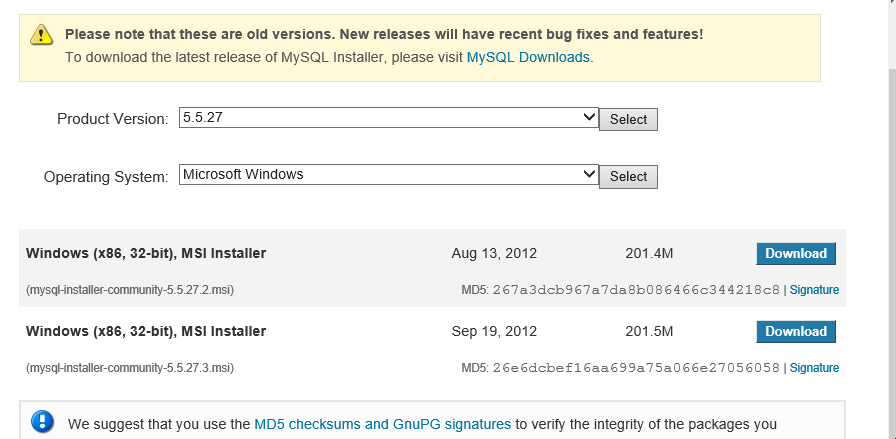 Please note that these are old versions. New releases will have recent bug fixes and features!
To download the latest release of MySQL Installer, please visit MySQL Downloads.
Product Version: 5.5.27 Select
Operating System: Microsoft Windows Select
Windows (x86, 32-bit), MSI Installer Aug 13, 2012 201.4M Download
(mysql-installer-community-5.5.27.2.msi) MD5: 267a3dcb967a7da8b086466c344218c8 | Signature
Windows (x86, 32-bit), MSI Installer Sep 19, 2012 201.5M Download
(mysql-installer-community-5.5.27.3.msi) MD5: 26e6dcbef16aa699a75a066e27056058 | Signature
We suggest that you use the MD5 checksums and GnuPG signatures to verify the integrity of the packages you